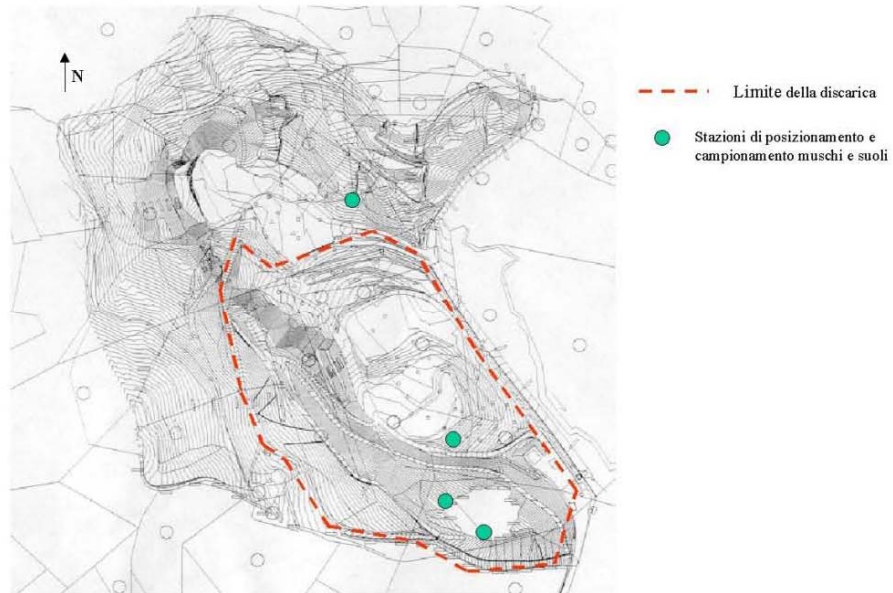 N
Limite della discarica
Stazioni di posizionamento e
campionamento muschi e suoli